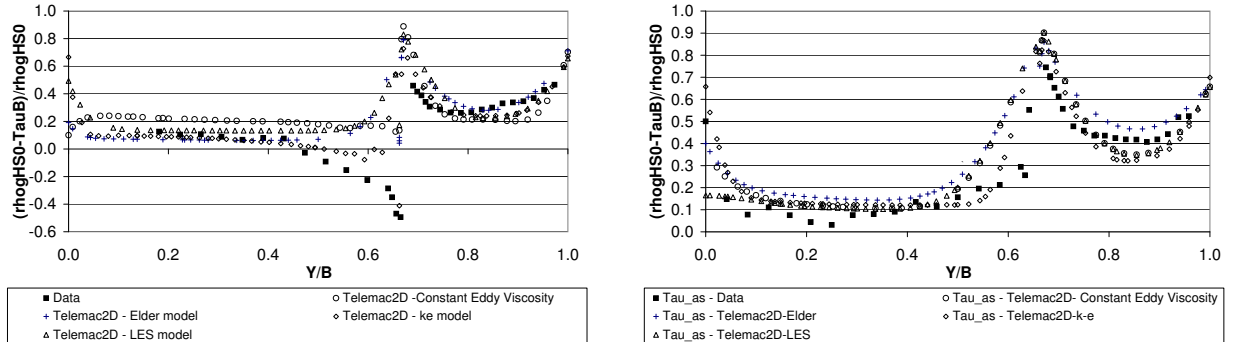 (rhogHS0-TauB)/rhogHS0
1.0
0.8
0.6
0.4
0.2
0.0
-0.2
-0.4
-0.6
0.0 0.2 0.4 0.6 0.8 1.0
Y/B
Data
Telemac2D -Constant Eddy Viscosity
Telemac2D - Elder model
Telemac2D - ke model
Telemac2D - LES model
(rhogHS0-TauB)/rhogHS0
1.0
0.9
0.8
0.7
0.6
0.5
0.4
0.3
0.2
0.1
0.0
0.0 0.2 0.4 0.6 0.8 1.0
Y/B
Tau_as - Data
Tau_as - Telemac2D- Constant Eddy Viscosity
Tau_as - Telemac2D-Elder
Tau_as - Telemac2D-k-e
Tau_as - Telemac2D-LES